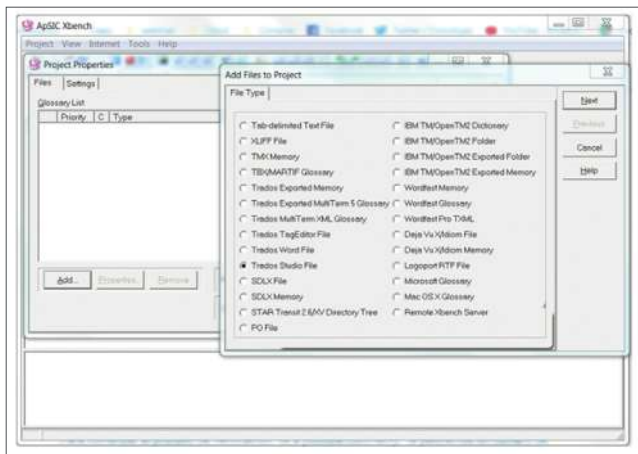 ApSIC Xbench
Project View Internet Tools Help
Project Properties
Files Settings
Glossary List
Priority C Type
Add... Properties Remove
Add Files to Project
File Type
Tab-delimited Text File
XLIFF File
TMX Memory
TBX/MARTIF Glossary
Trados Exported Memory
Trados Exported MultiTerm 5 Glossary
Trados MultiTerm XML Glossary
Trados TagEditor File
Trados Word File
Trados Studio File
SDLX File
SDLX Memory
STAR Transit 2.6/XV Directory Tree
PO File
IBM TM/OpenTM2 Dictionary
IBM TM/OpenTM2 Folder
IBM TM/OpenTM2 Exported Folder
IBM TM/OpenTM2 Exported Memory
Wordfast Memory
Wordfast Glossary
Wordfast Pro TXML
Deja Vu X/Idiom File
Deja Vu X/Idiom Memory
Logoport RTF File
Microsoft Glossary
Mac OS X Glossary
Remote Xbench Server
Next
Previous
Cancel
Help